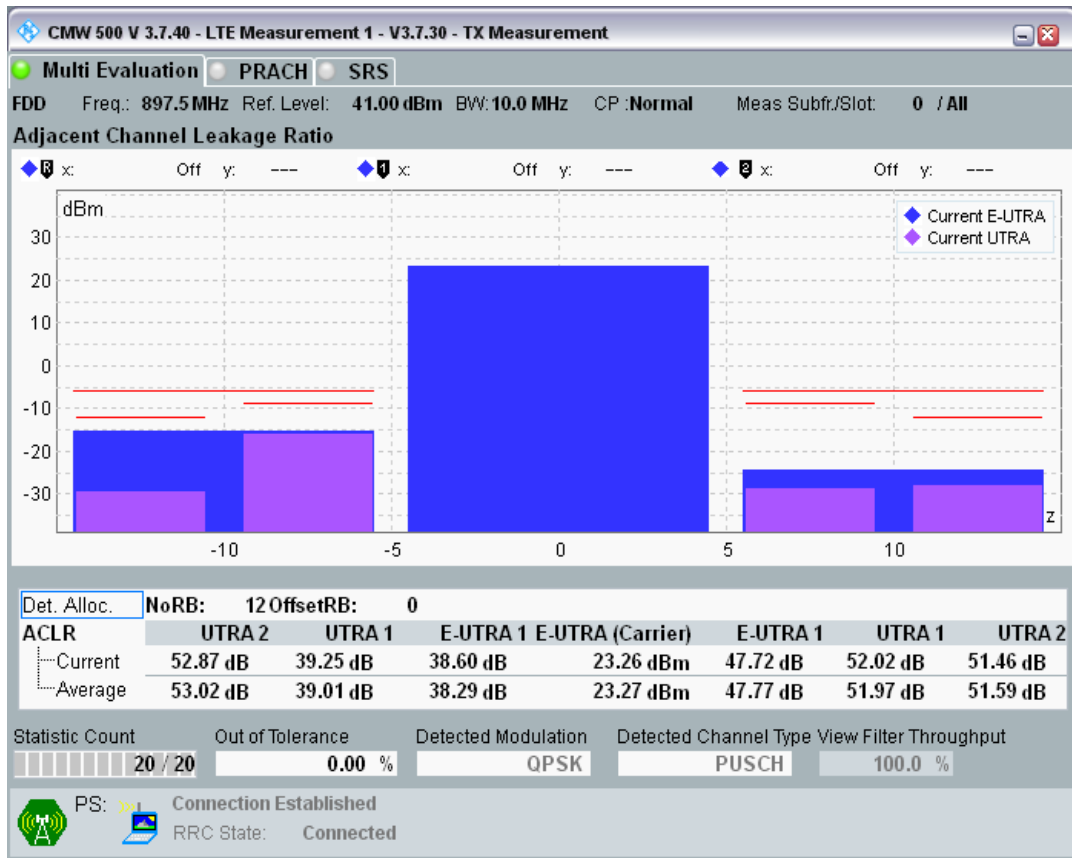 CMW 500 V 3.7.40 - LTE Measurement 1 - V3.7.30 - TX Measurement
Multi Evaluation PRACH SRS
FDD Freq.: 897.5 MHz Ref. Level: 41.00 dBm BW: 10.0 MHz CP :Normal Meas Subfr./Slot: 0 / All
Adjacent Channel Leakage Ratio
R x: Off y: --- 1 x: Off y: --- 2 x: Off y: ---
dBm
Current E-UTRA
Current UTRA
30
20
10
0
-10
-20
-30
z
-10 -5 0 5 10
Det. Alloc. NoRB: 12 OffsetRB: 0
ACLR UTRA 2 UTRA 1 E-UTRA 1 E-UTRA (Carrier) E-UTRA 1 UTRA 1 UTRA 2
Current 52.87 dB 39.25 dB 38.60 dB 23.26 dBm 47.72 dB 52.02 dB 51.46 dB
Average 53.02 dB 39.01 dB 38.29 dB 23.27 dBm 47.77 dB 51.97 dB 51.59 dB
Statistic Count Out of Tolerance Detected Modulation Detected Channel Type View Filter Throughput
20 / 20 0.00 % QPSK PUSCH 100.0 %
PS: Connection Established
RRC State: Connected